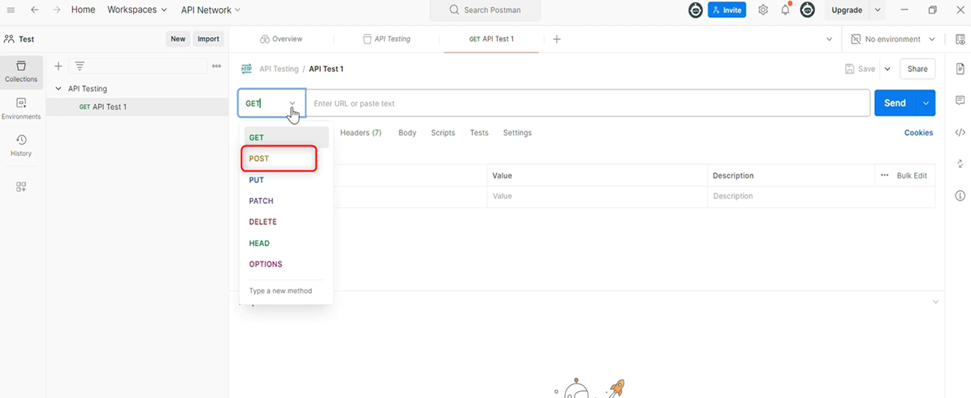 Home Workspaces API Network Search Postman Invite Upgrade
Test New Import Overview API Testing GET API Test 1 No environment
Collections
API Testing / API Test 1 Save Share
API Testing
GET API Test 1
GET Enter URL or paste text Send
Environments
Headers (7) Body Scripts Tests Settings Cookies
GET
History
POST
Value Description Bulk Edit
PUT
Value Description
PATCH
DELETE
HEAD
OPTIONS
Type a new method